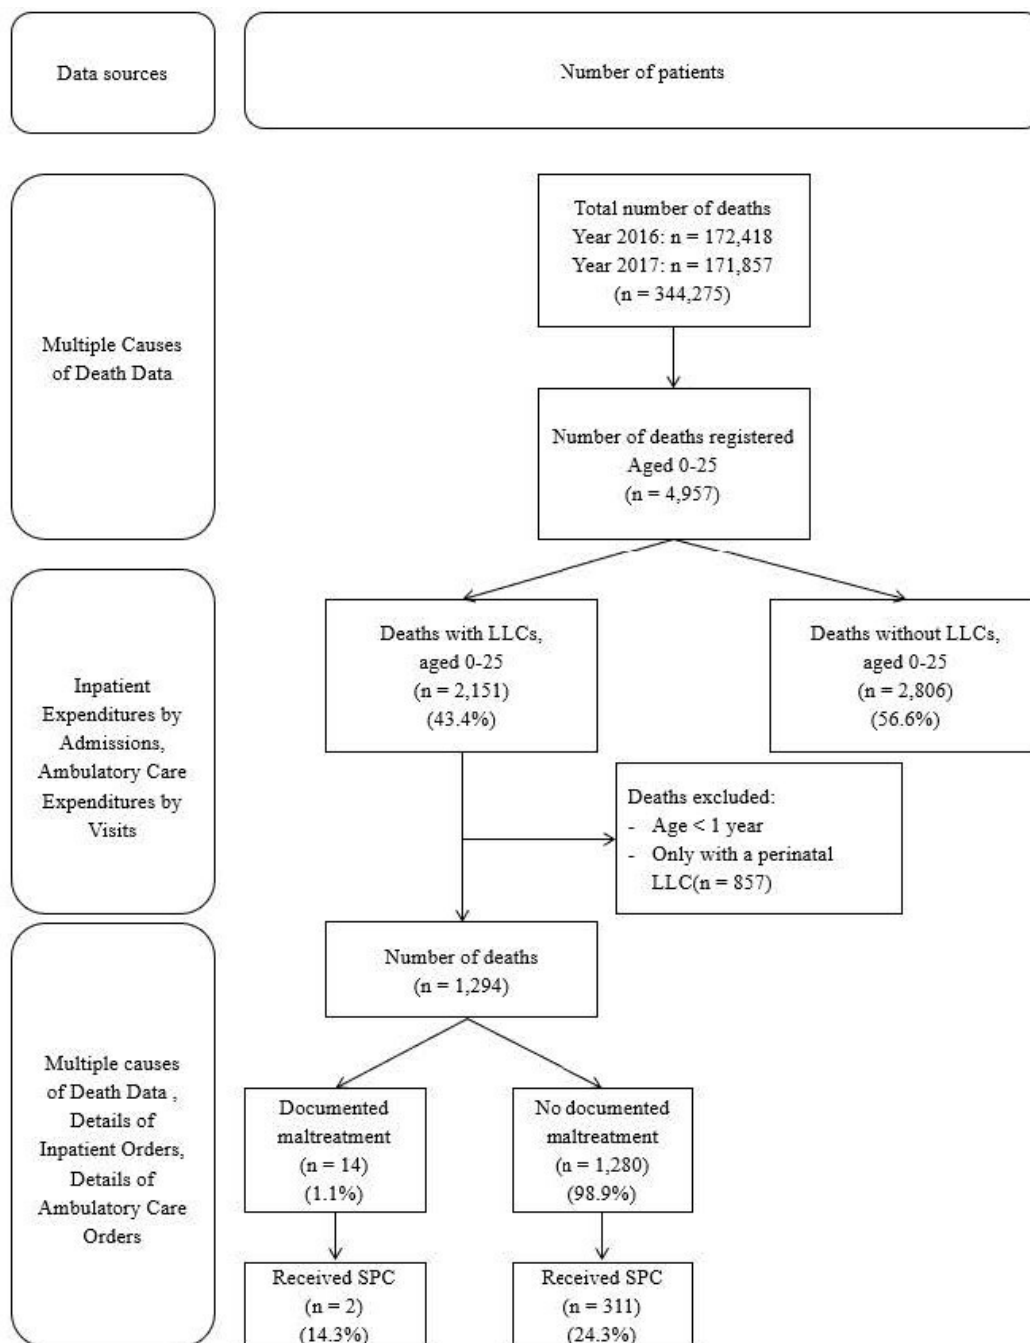 Data sources
Number of patients
Multiple Causes
of Death Data
Total number of deaths
Year 2016: n = 172,418
Year 2017: n = 171,857
(n = 344,275)
Number of deaths registered
Aged 0-25
(n = 4,957)
Inpatient
Expenditures by
Admissions,
Ambulatory Care
Expenditures by
Visits
Deaths with LLCs,
aged 0-25
(n = 2,151)
(43.4%)
Deaths without LLCs,
aged 0-25
(n = 2,806)
(56.6%)
Deaths excluded:
- Age < 1 year
- Only with a perinatal
LLC(n = 857)
Multiple causes
of Death Data ,
Details of
Inpatient Orders,
Details of
Ambulatory Care
Orders
Number of deaths
(n = 1,294)
Documented
maltreatment
(n = 14)
(1.1%)
No documented
maltreatment
(n = 1,280)
(98.9%)
Received SPC
(n = 2)
(14.3%)
Received SPC
(n = 311)
(24.3%)